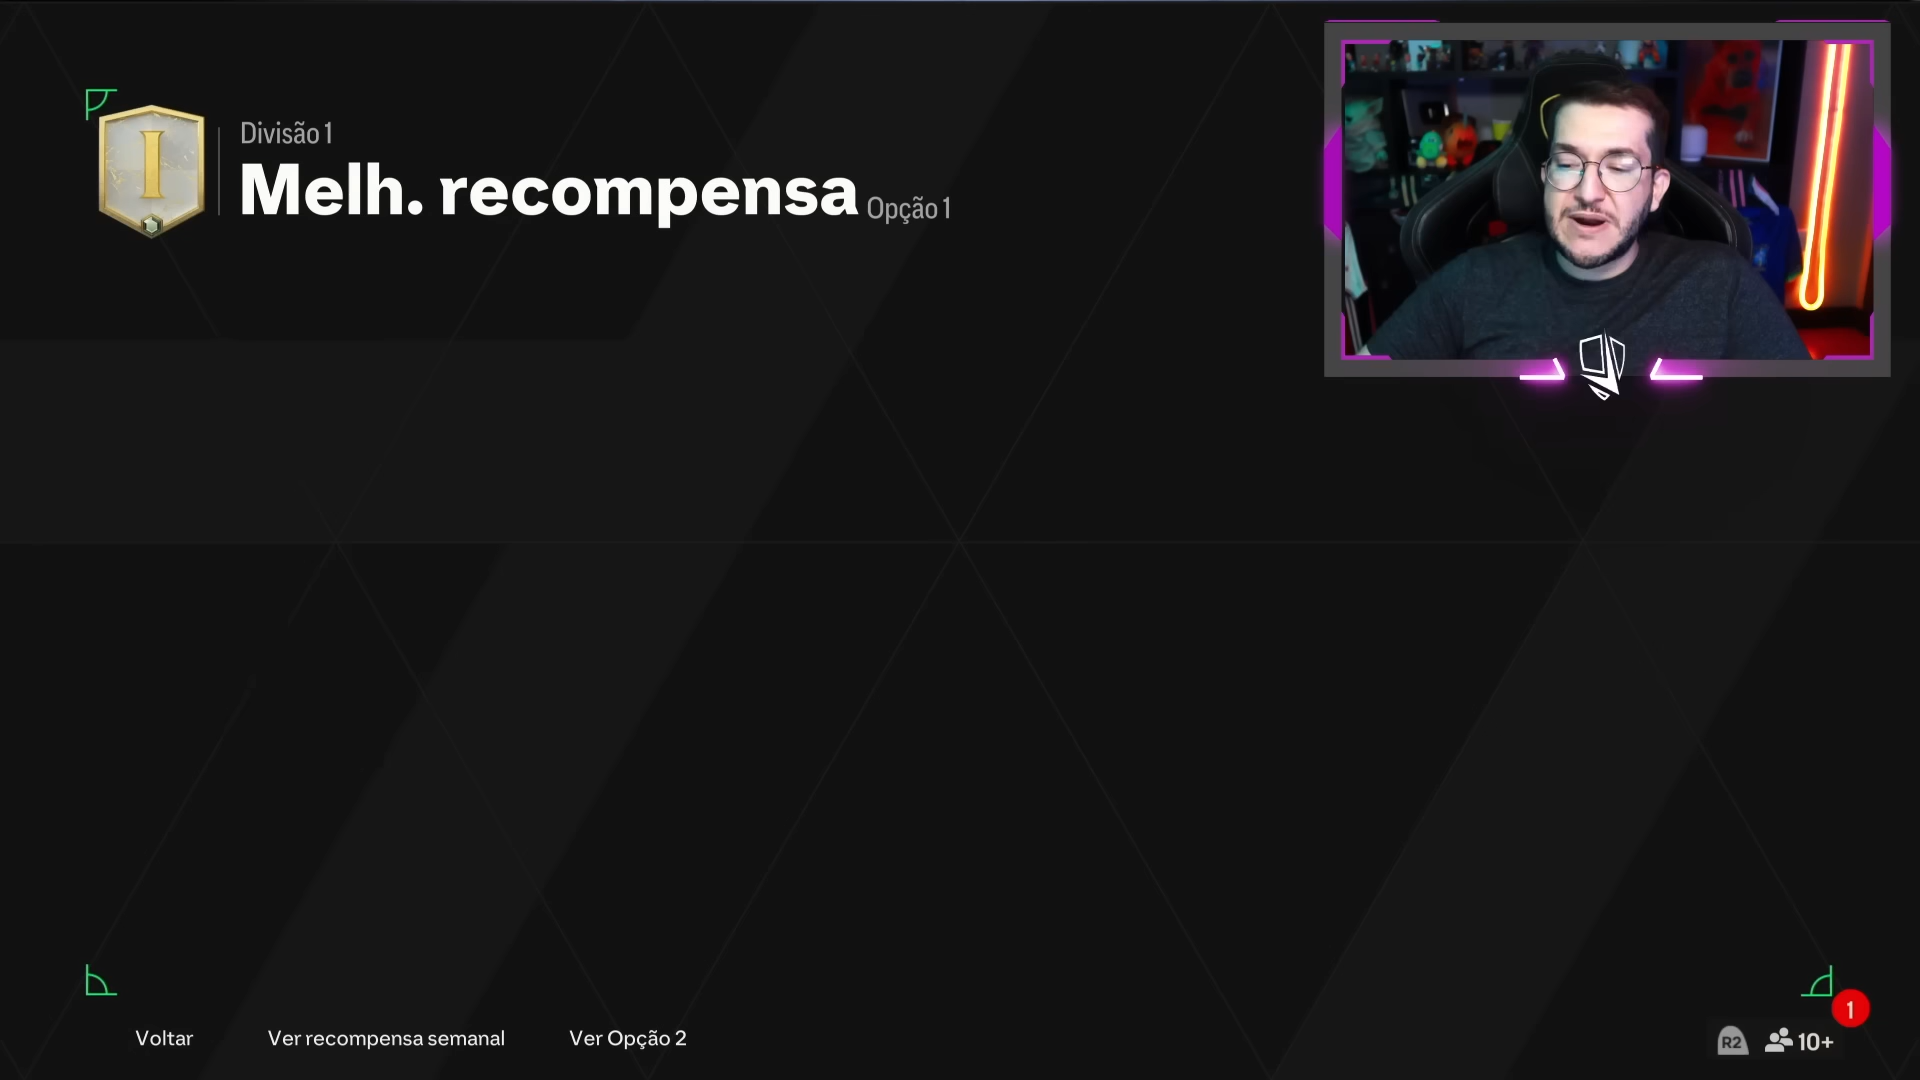 I
Divisão 1
Melh. recompensa Opção 1
Voltar
Ver recompensa semanal
Ver Opção 2
R2
10+
1